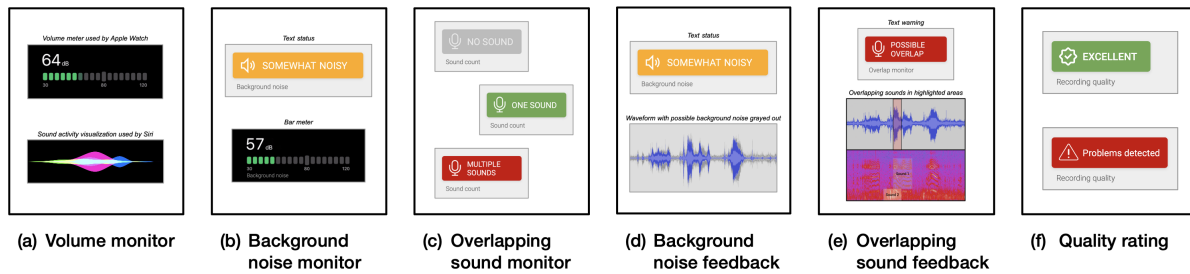 Volume meter used by Apple Watch
64 dB
30 80 120
Sound activity visualization used by Siri
(a) Volume monitor
Text status
SOMEWHAT NOISY
Background noise
Bar meter
57 dB
30 80 120
Background noise
(b) Background
noise monitor
NO SOUND
Sound count
ONE SOUND
Sound count
MULTIPLE
SOUNDS
Sound count
(c) Overlapping
sound monitor
Text status
SOMEWHAT NOISY
Background noise
Waveform with possible background noise grayed out
(d) Background
noise feedback
Text warning
POSSIBLE
OVERLAP
Overlap monitor
Overlapping sounds in highlighted areas
(e) Overlapping
sound feedback
EXCELLENT
Recording quality
Problems detected
Recording quality
(f) Quality rating